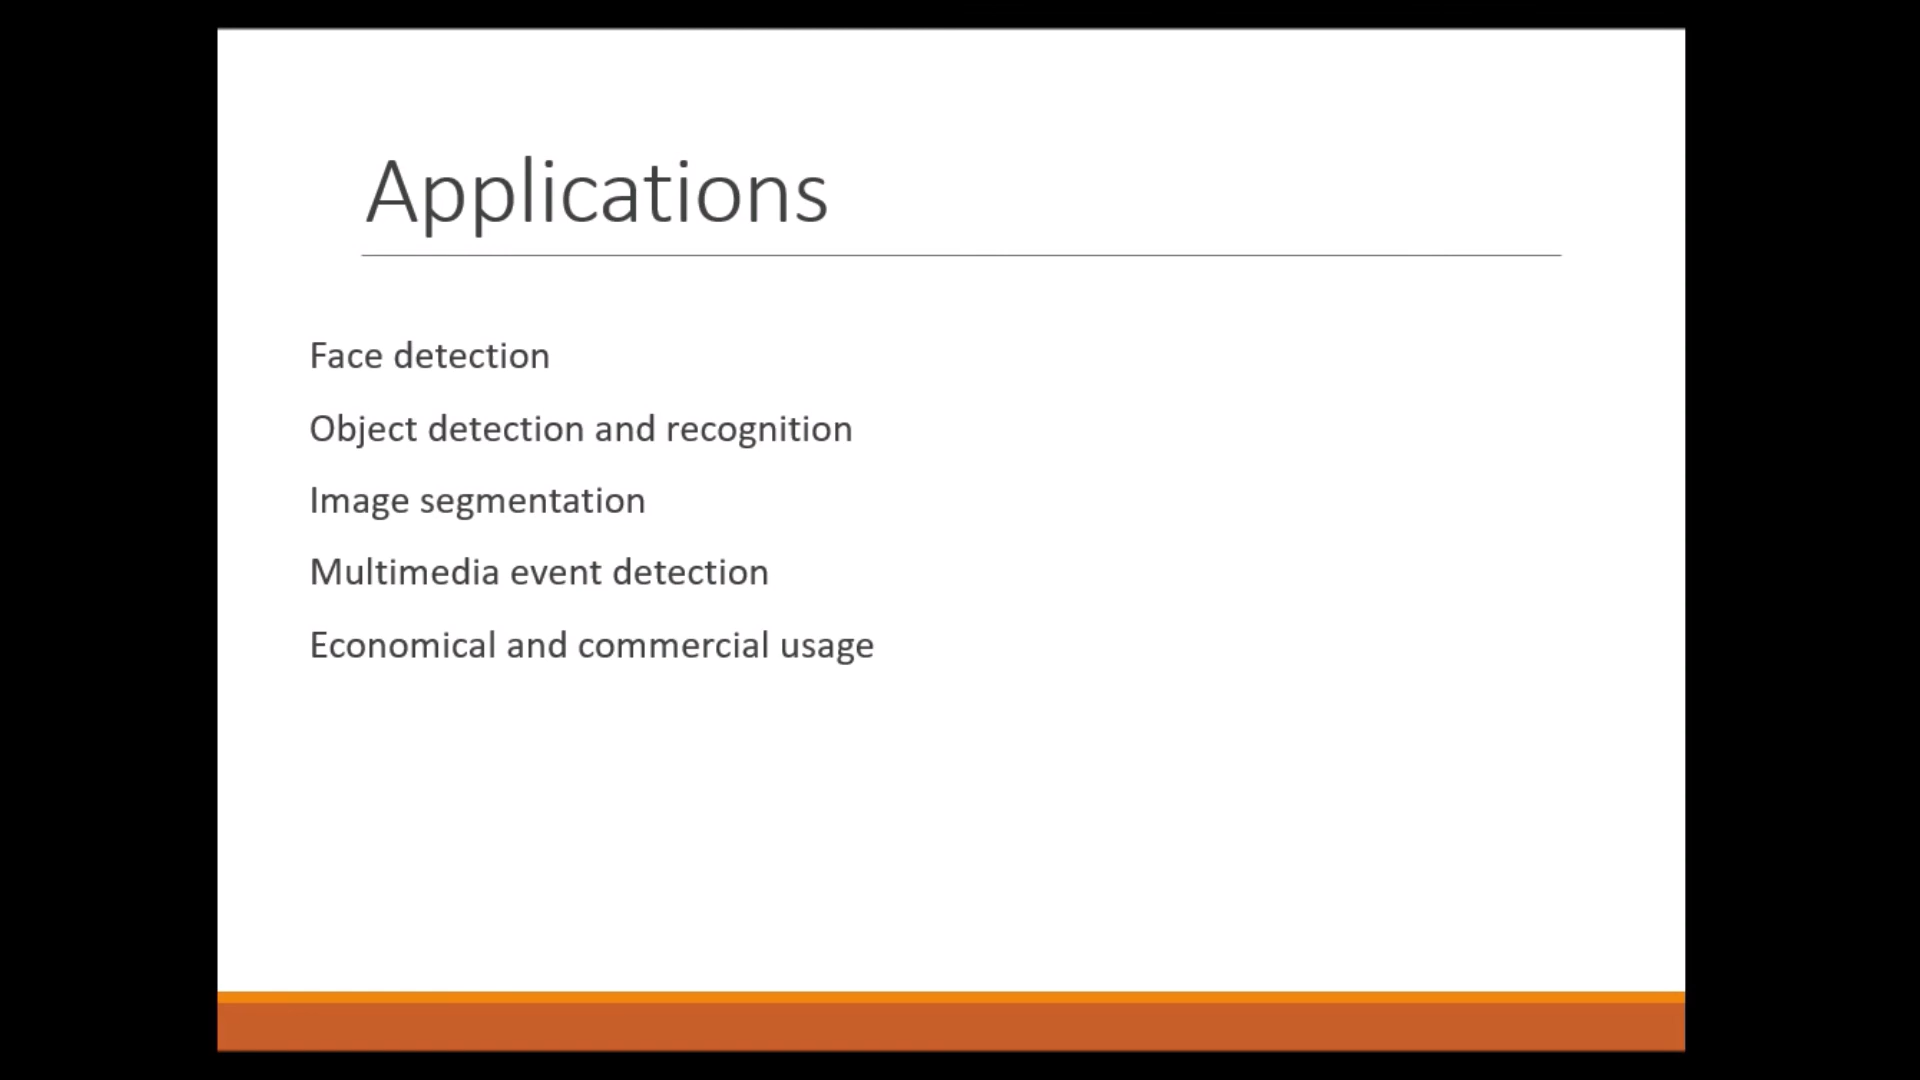 Applications
Face detection
Object detection and recognition
Image segmentation
Multimedia event detection
Economical and commercial usage